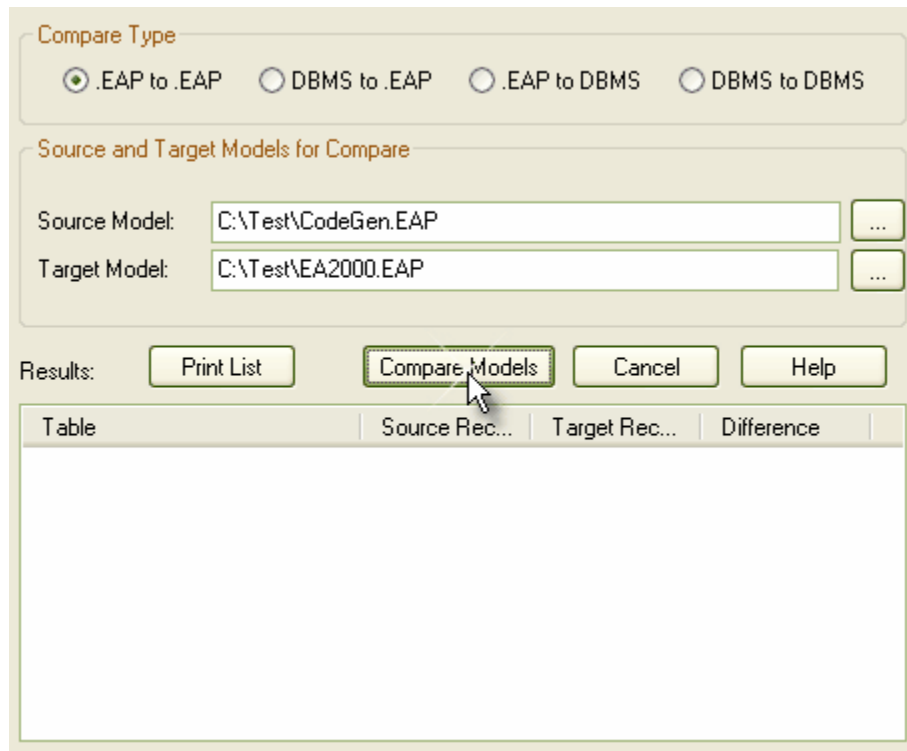 Compare Type
.EAP to .EAP DBMS to .EAP .EAP to DBMS DBMS to DBMS
Source and Target Models for Compare
Source Model: C:\Test\CodeGen.EAP ...
Target Model: C:\Test\EA2000.EAP ...
Results: Print List Compare Models Cancel Help
Table Source Rec... Target Rec... Difference